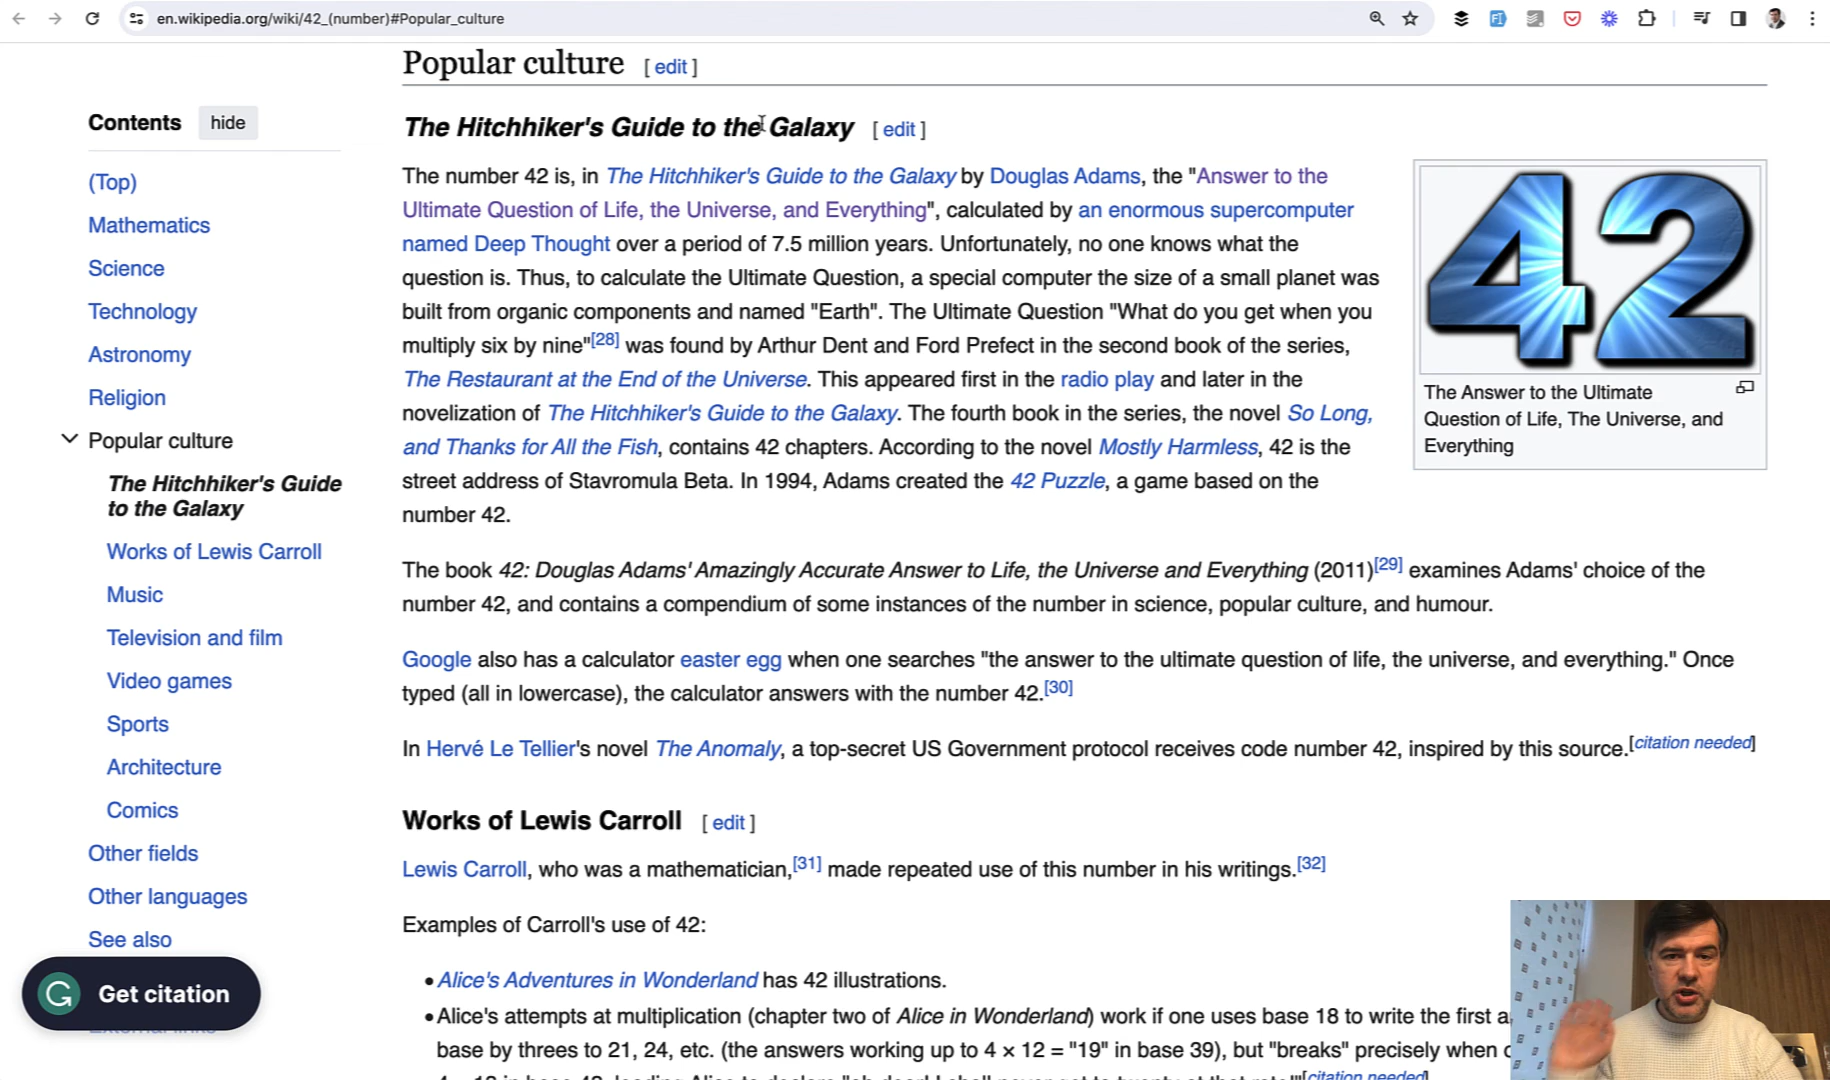 en.wikipedia.org/wiki/42_(number)#Popular_culture
Popular culture [ edit ]
Contents hide
(Top)
Mathematics
Science
Technology
Astronomy
Religion
Popular culture
The Hitchhiker's Guide
to the Galaxy
Works of Lewis Carroll
Music
Television and film
Video games
Sports
Architecture
Comics
Other fields
Other languages
See also
External links
Get citation
The Hitchhiker's Guide to the Galaxy [ edit ]
The number 42 is, in The Hitchhiker's Guide to the Galaxy by Douglas Adams, the "Answer to the
Ultimate Question of Life, the Universe, and Everything", calculated by an enormous supercomputer
named Deep Thought over a period of 7.5 million years. Unfortunately, no one knows what the
question is. Thus, to calculate the Ultimate Question, a special computer the size of a small planet was
built from organic components and named "Earth". The Ultimate Question "What do you get when you
multiply six by nine"[28] was found by Arthur Dent and Ford Prefect in the second book of the series,
The Restaurant at the End of the Universe. This appeared first in the radio play and later in the
novelization of The Hitchhiker's Guide to the Galaxy. The fourth book in the series, the novel So Long,
and Thanks for All the Fish, contains 42 chapters. According to the novel Mostly Harmless, 42 is the
street address of Stavromula Beta. In 1994, Adams created the 42 Puzzle, a game based on the
number 42.
42
The Answer to the Ultimate
Question of Life, The Universe, and
Everything
The book 42: Douglas Adams' Amazingly Accurate Answer to Life, the Universe and Everything (2011)[29] examines Adams' choice of the
number 42, and contains a compendium of some instances of the number in science, popular culture, and humour.
Google also has a calculator easter egg when one searches "the answer to the ultimate question of life, the universe, and everything." Once
typed (all in lowercase), the calculator answers with the number 42.[30]
In Hervé Le Tellier's novel The Anomaly, a top-secret US Government protocol receives code number 42, inspired by this source.[citation needed]
Works of Lewis Carroll [ edit ]
Lewis Carroll, who was a mathematician,[31] made repeated use of this number in his writings.[32]
Examples of Carroll's use of 42:
• Alice's Adventures in Wonderland has 42 illustrations.
• Alice's attempts at multiplication (chapter two of Alice in Wonderland) work if one uses base 18 to write the first a
base by threes to 21, 24, etc. (the answers working up to 4 × 12 = "19" in base 39), but "breaks" precisely when